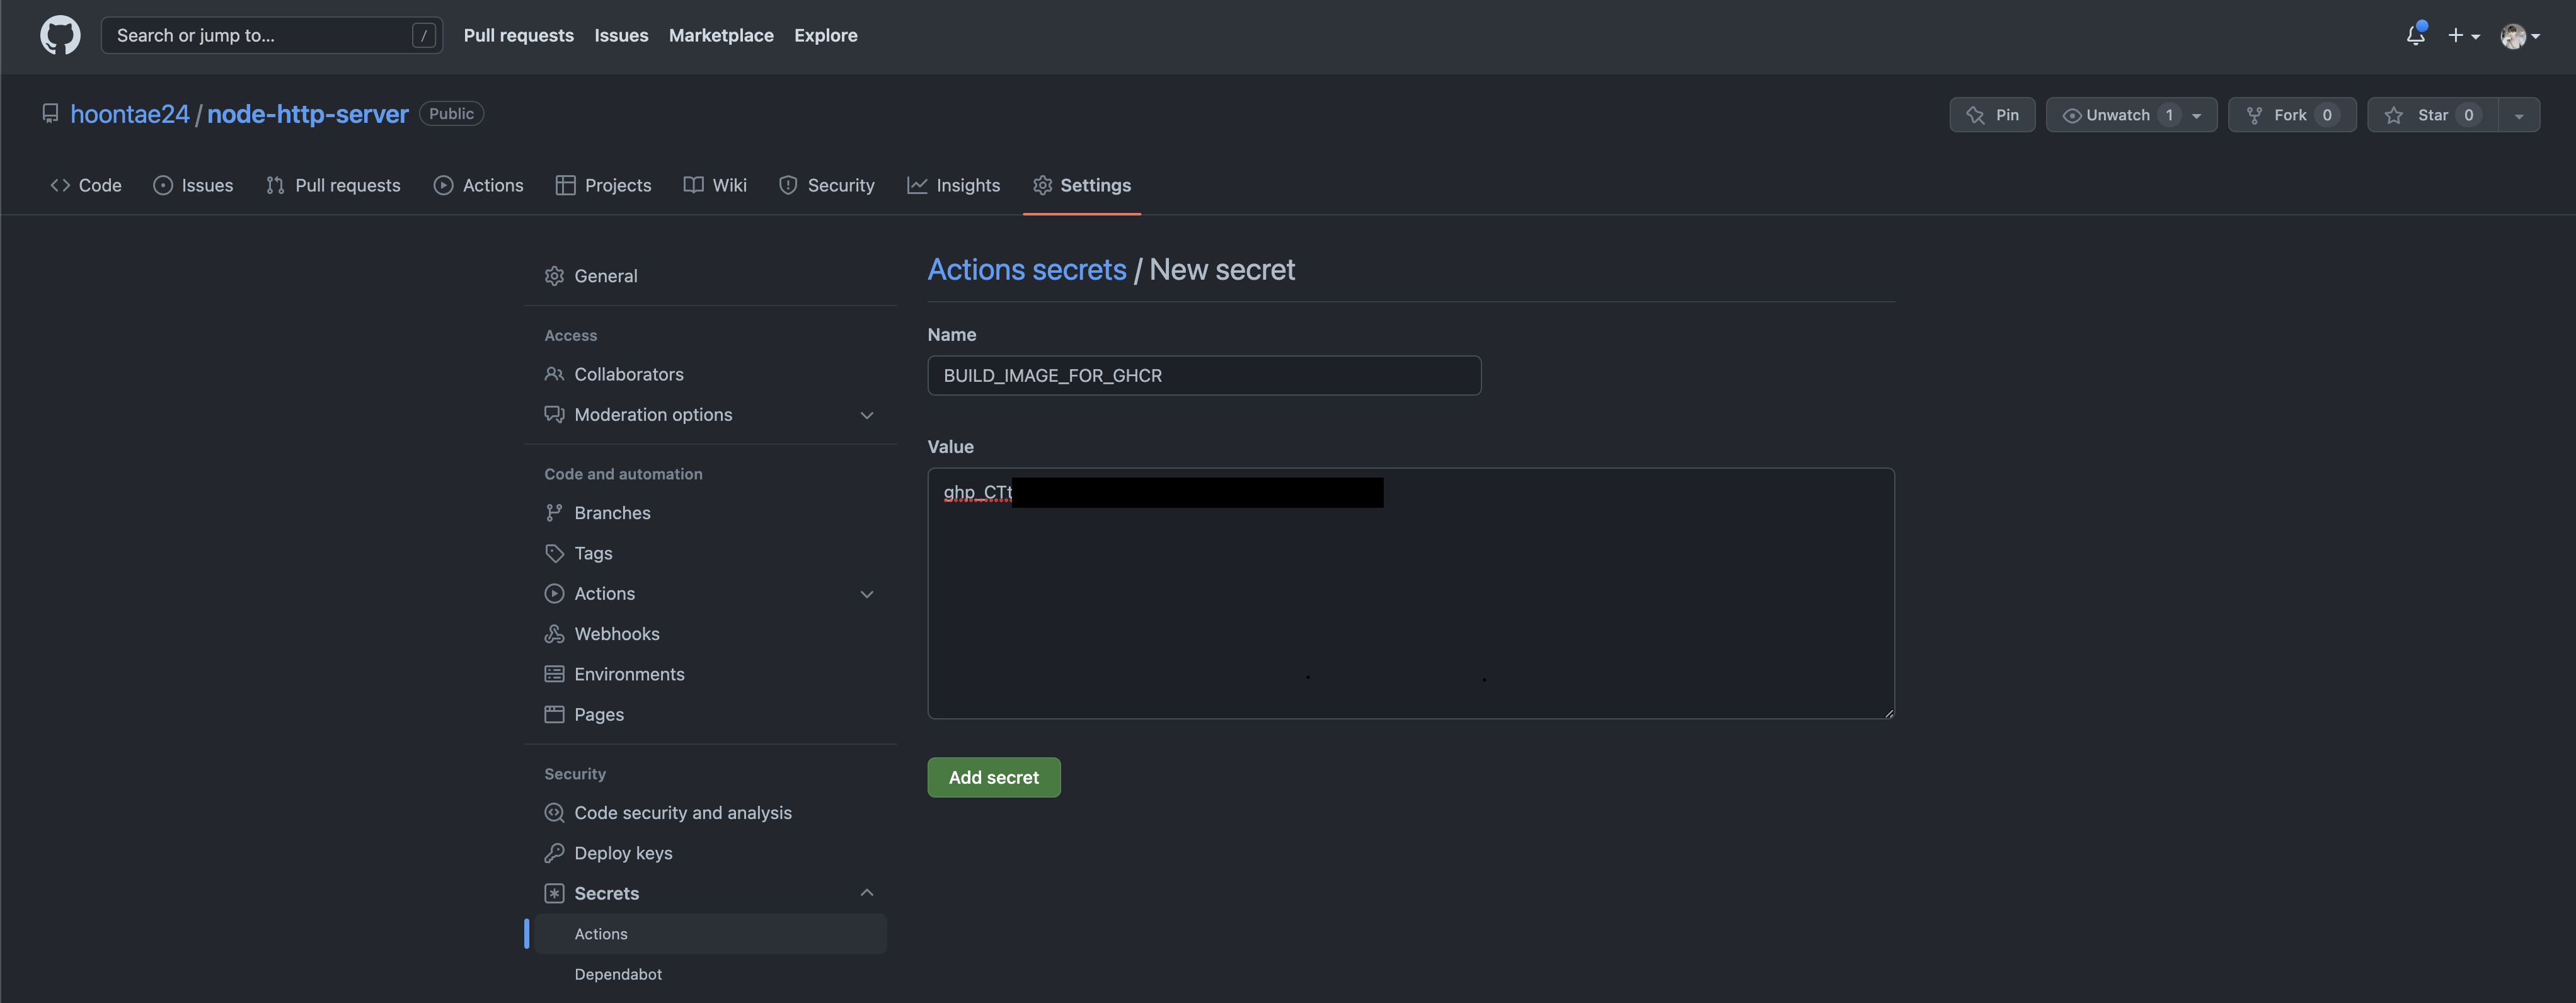 Search or jump to... / Pull requests Issues Marketplace Explore
hoontae24 / node-http-server Public Pin Unwatch 1 Fork 0 Star 0
Code Issues Pull requests Actions Projects Wiki Security Insights Settings
General
Access
Collaborators
Moderation options
Code and automation
Branches
Tags
Actions
Webhooks
Environments
Pages
Security
Code security and analysis
Deploy keys
Secrets
Actions
Dependabot
Actions secrets / New secret
Name
BUILD_IMAGE_FOR_GHCR
Value
ghp_CTt
Add secret